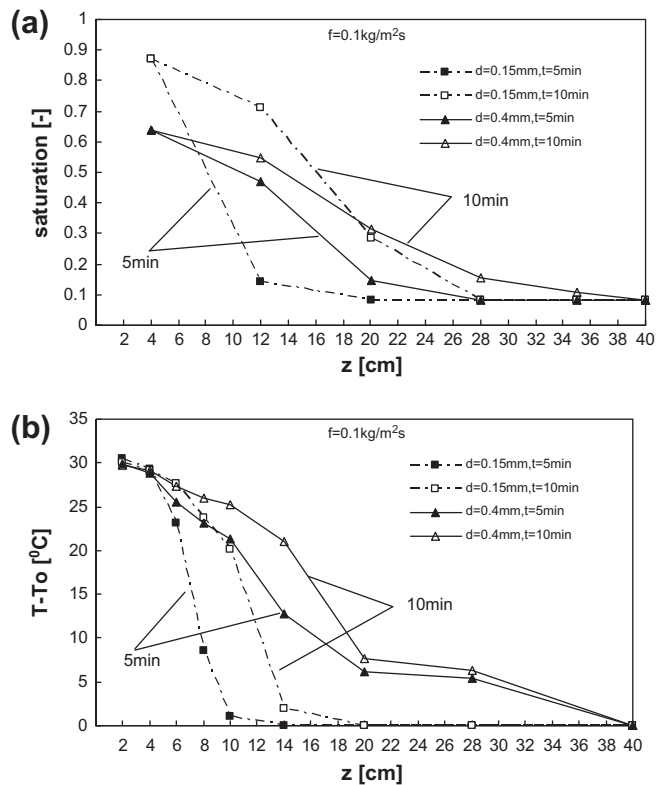 (a)
f=0.1kg/m²s
1
0.9
0.8
0.7
0.6
0.5
0.4
0.3
0.2
0.1
0
saturation [-]
d=0.15mm,t=5min
d=0.15mm,t=10min
d=0.4mm,t=5min
d=0.4mm,t=10min
10min
5min
2 4 6 8 10 12 14 16 18 20 22 24 26 28 30 32 34 36 38 40
z [cm]
(b)
f=0.1kg/m²s
35
30
25
20
15
10
5
0
T-To [⁰C]
d=0.15mm,t=5min
d=0.15mm,t=10min
d=0.4mm,t=5min
d=0.4mm,t=10min
10min
5min
2 4 6 8 10 12 14 16 18 20 22 24 26 28 30 32 34 36 38 40
z [cm]